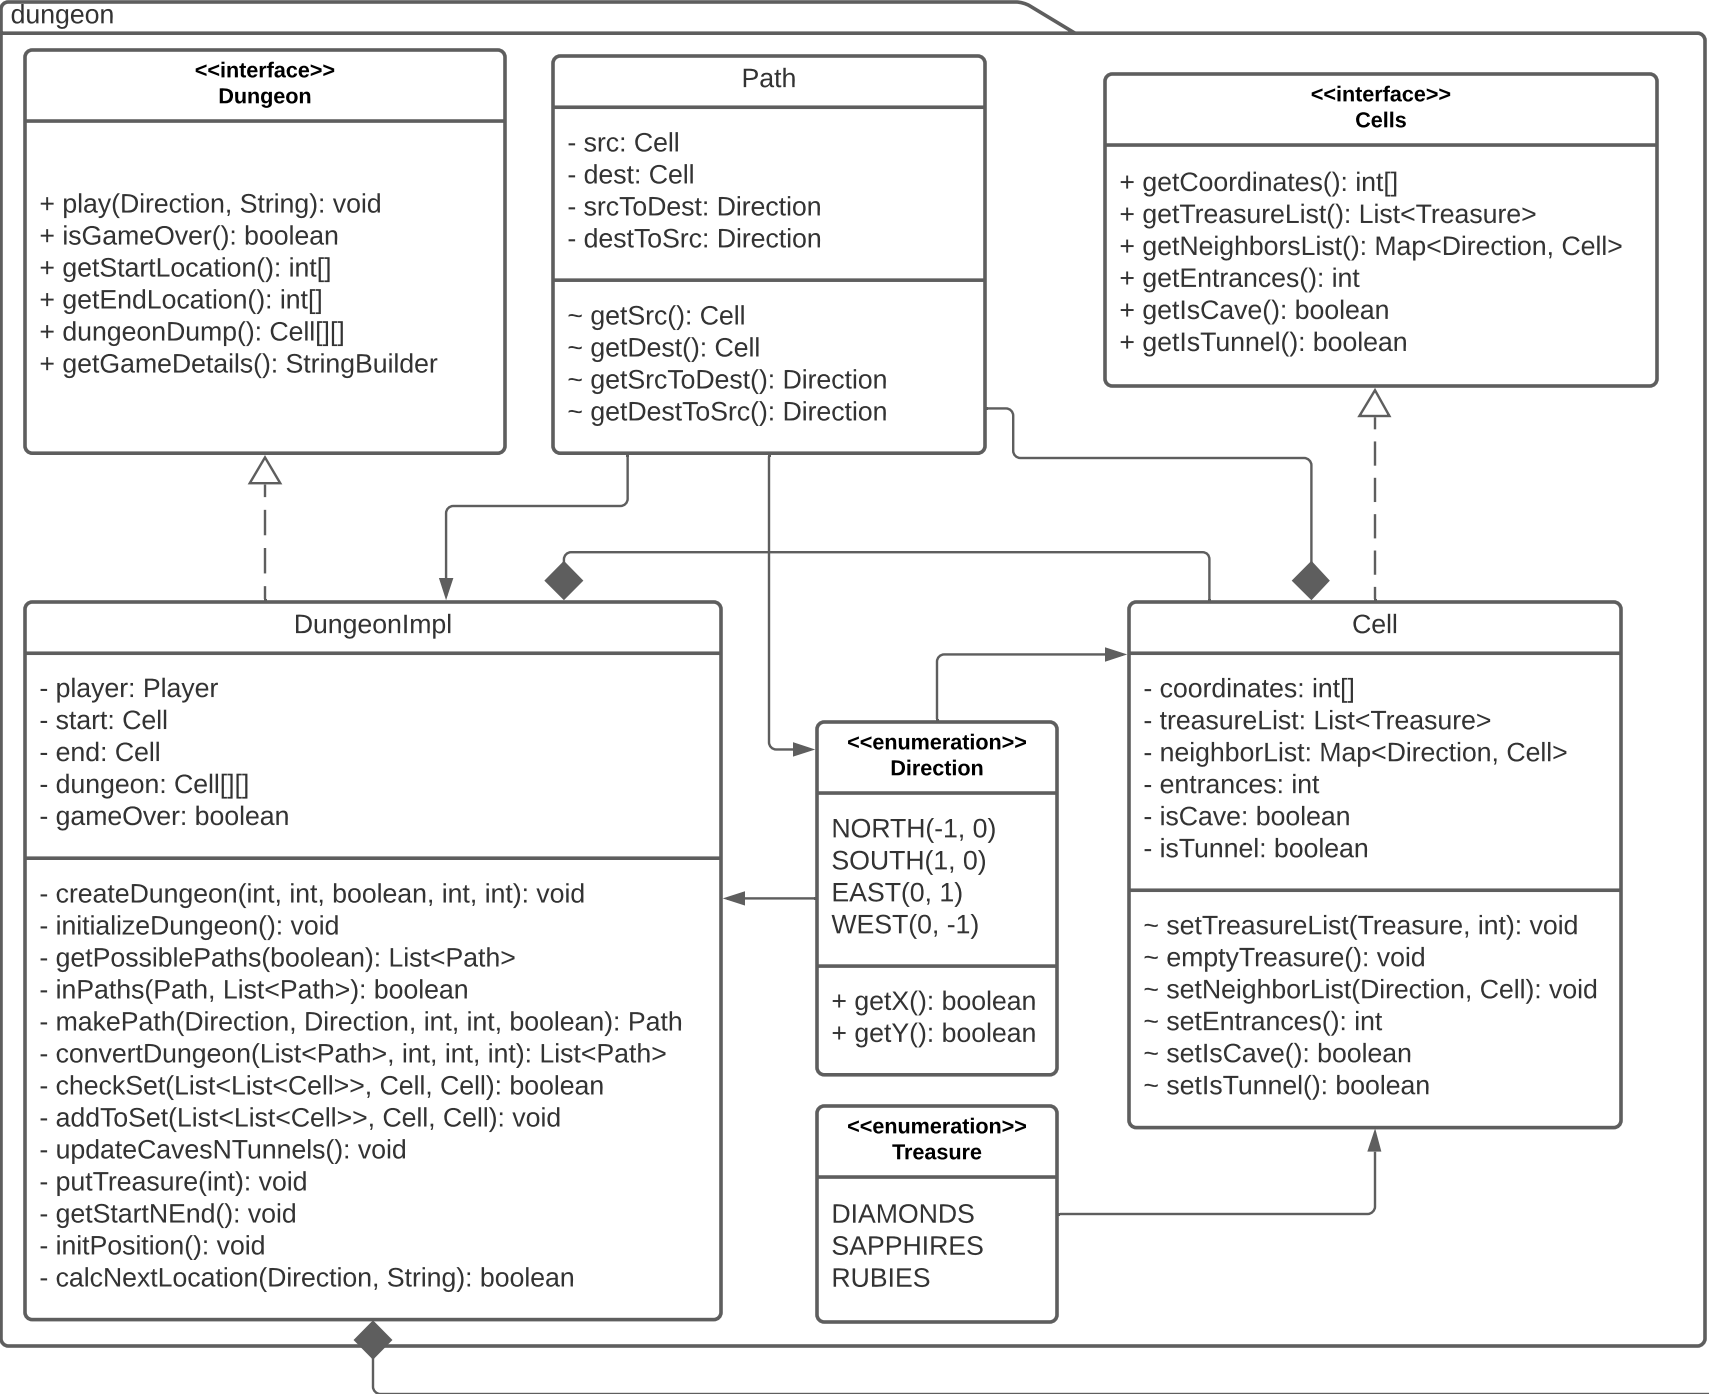 dungeon
<<interface>>
Dungeon
+ play(Direction, String): void
+ isGameOver(): boolean
+ getStartLocation(): int[]
+ getEndLocation(): int[]
+ dungeonDump(): Cell[][]
+ getGameDetails(): StringBuilder
Path
- src: Cell
- dest: Cell
- srcToDest: Direction
- destToSrc: Direction
~ getSrc(): Cell
~ getDest(): Cell
~ getSrcToDest(): Direction
~ getDestToSrc(): Direction
<<interface>>
Cells
+ getCoordinates(): int[]
+ getTreasureList(): List<Treasure>
+ getNeighborsList(): Map<Direction, Cell>
+ getEntrances(): int
+ getIsCave(): boolean
+ getIsTunnel(): boolean
DungeonImpl
- player: Player
- start: Cell
- end: Cell
- dungeon: Cell[][]
- gameOver: boolean
- createDungeon(int, int, boolean, int, int): void
- initializeDungeon(): void
- getPossiblePaths(boolean): List<Path>
- inPaths(Path, List<Path>): boolean
- makePath(Direction, Direction, int, int, boolean): Path
- convertDungeon(List<Path>, int, int, int): List<Path>
- checkSet(List<List<Cell>>, Cell, Cell): boolean
- addToSet(List<List<Cell>>, Cell, Cell): void
- updateCavesNTunnels(): void
- putTreasure(int): void
- getStartNEnd(): void
- initPosition(): void
- calcNextLocation(Direction, String): boolean
<<enumeration>>
Direction
NORTH(-1, 0)
SOUTH(1, 0)
EAST(0, 1)
WEST(0, -1)
+ getX(): boolean
+ getY(): boolean
<<enumeration>>
Treasure
DIAMONDS
SAPPHIRES
RUBIES
Cell
- coordinates: int[]
- treasureList: List<Treasure>
- neighborList: Map<Direction, Cell>
- entrances: int
- isCave: boolean
- isTunnel: boolean
~ setTreasureList(Treasure, int): void
~ emptyTreasure(): void
~ setNeighborList(Direction, Cell): void
~ setEntrances(): int
~ setIsCave(): boolean
~ setIsTunnel(): boolean